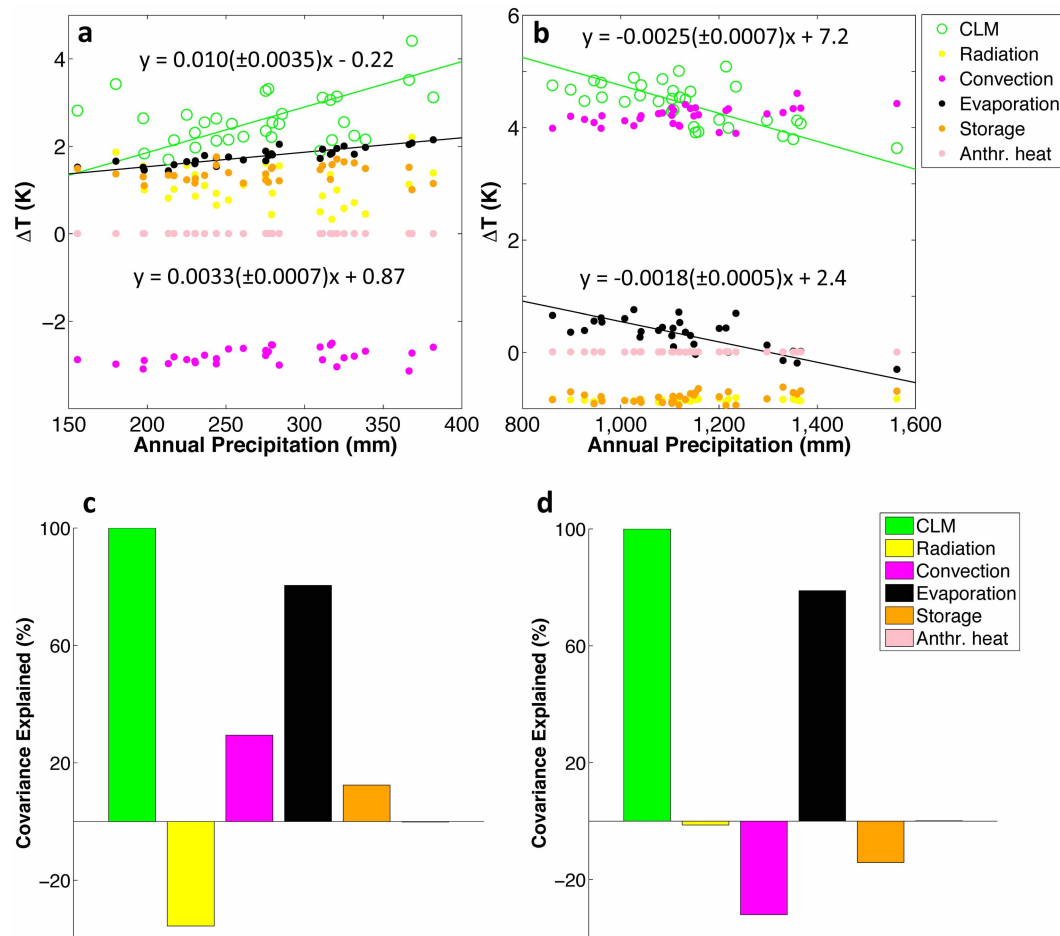 a
y = 0.010(±0.0035)x - 0.22
y = 0.0033(±0.0007)x + 0.87
4
2
0
−2
ΔT (K)
150 200 250 300 350 400
Annual Precipitation (mm)
b
y = -0.0025(±0.0007)x + 7.2
y = -0.0018(±0.0005)x + 2.4
6
4
2
0
ΔT (K)
800 1,000 1,200 1,400 1,600
Annual Precipitation (mm)
CLM
Radiation
Convection
Evaporation
Storage
Anthr. heat
c
100
60
20
−20
Covariance Explained (%)
d
100
60
20
−20
Covariance Explained (%)
CLM
Radiation
Convection
Evaporation
Storage
Anthr. heat